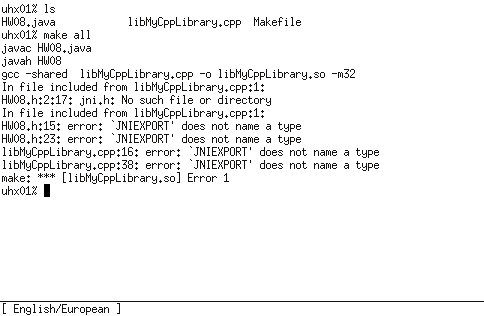 uhx01% ls
HW08.java libMyCppLibrary.cpp Makefile
uhx01% make all
javac HW08.java
javah HW08
gcc -shared libMyCppLibrary.cpp -o libMyCppLibrary.so -m32
In file included from libMyCppLibrary.cpp:1:
HW08.h:2:17: jni.h: No such file or directory
In file included from libMyCppLibrary.cpp:1:
HW08.h:15: error: `JNIEXPORT' does not name a type
HW08.h:23: error: `JNIEXPORT' does not name a type
libMyCppLibrary.cpp:16: error: `JNIEXPORT' does not name a type
libMyCppLibrary.cpp:38: error: `JNIEXPORT' does not name a type
make: *** [libMyCppLibrary.so] Error 1
uhx01%
[ English/European ]